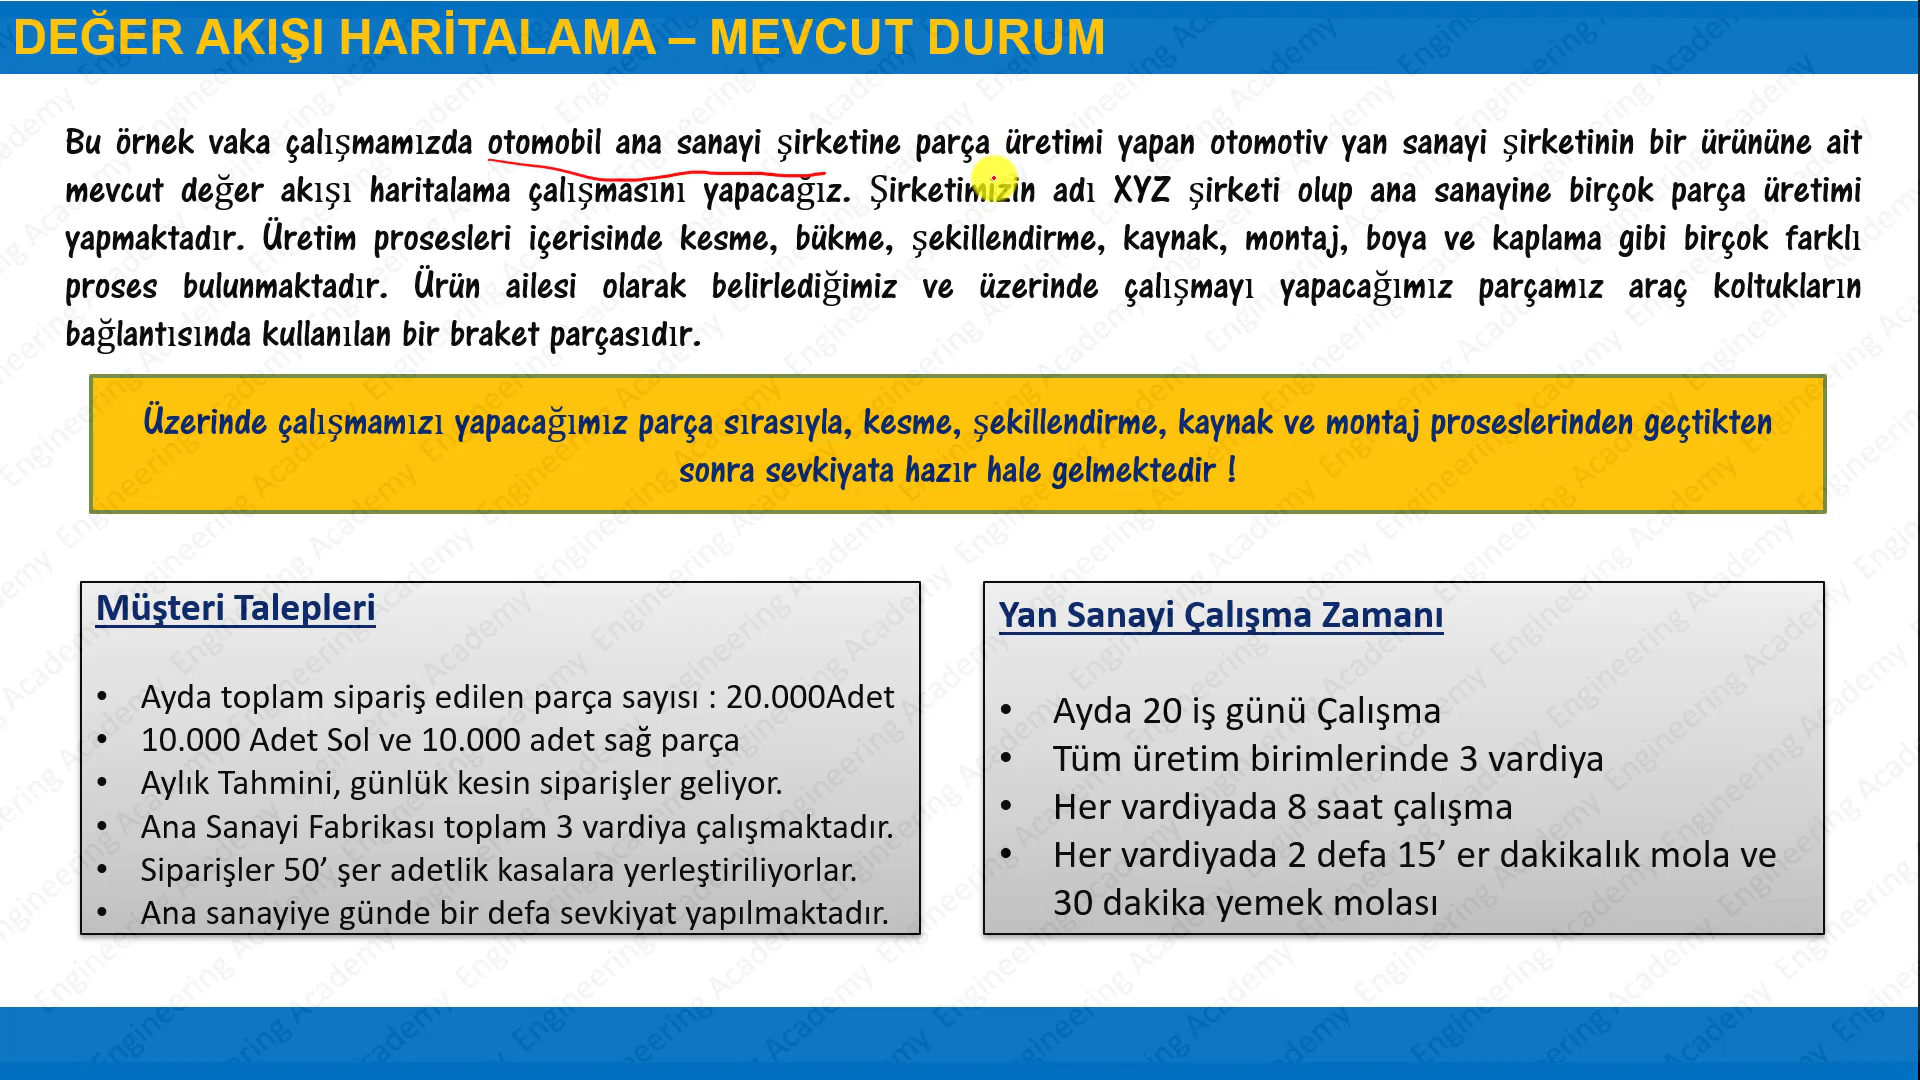 DEĞER AKIŞI HARİTALAMA – MEVCUT DURUM
Bu örnek vaka çalışmamızda otomobil ana sanayi şirketine parça üretimi yapan otomotiv yan sanayi şirketinin bir ürününe ait
mevcut değer akışı haritalama çalışmasını yapacağız. Şirketimizin adı XYZ şirketi olup ana sanayine birçok parça üretimi
yapmaktadır. Üretim prosesleri içerisinde kesme, bükme, şekillendirme, kaynak, montaj, boya ve kaplama gibi birçok farklı
proses bulunmaktadır. Ürün ailesi olarak belirlediğimiz ve üzerinde çalışmayı yapacağımız parçamız araç koltukların
bağlantısında kullanılan bir braket parçasıdır.
Üzerinde çalışmamızı yapacağımız parça sırasıyla, kesme, şekillendirme, kaynak ve montaj proseslerinden geçtikten
sonra sevkiyata hazır hale gelmektedir !
Müşteri Talepleri
• Ayda toplam sipariş edilen parça sayısı : 20.000Adet
• 10.000 Adet Sol ve 10.000 adet sağ parça
• Aylık Tahmini, günlük kesin siparişler geliyor.
• Ana Sanayi Fabrikası toplam 3 vardiya çalışmaktadır.
• Siparişler 50’ şer adetlik kasalara yerleştiriliyorlar.
• Ana sanayiye günde bir defa sevkiyat yapılmaktadır.
Yan Sanayi Çalışma Zamanı
• Ayda 20 iş günü Çalışma
• Tüm üretim birimlerinde 3 vardiya
• Her vardiyada 8 saat çalışma
• Her vardiyada 2 defa 15’ er dakikalık mola ve
30 dakika yemek molası
Engineering Academy